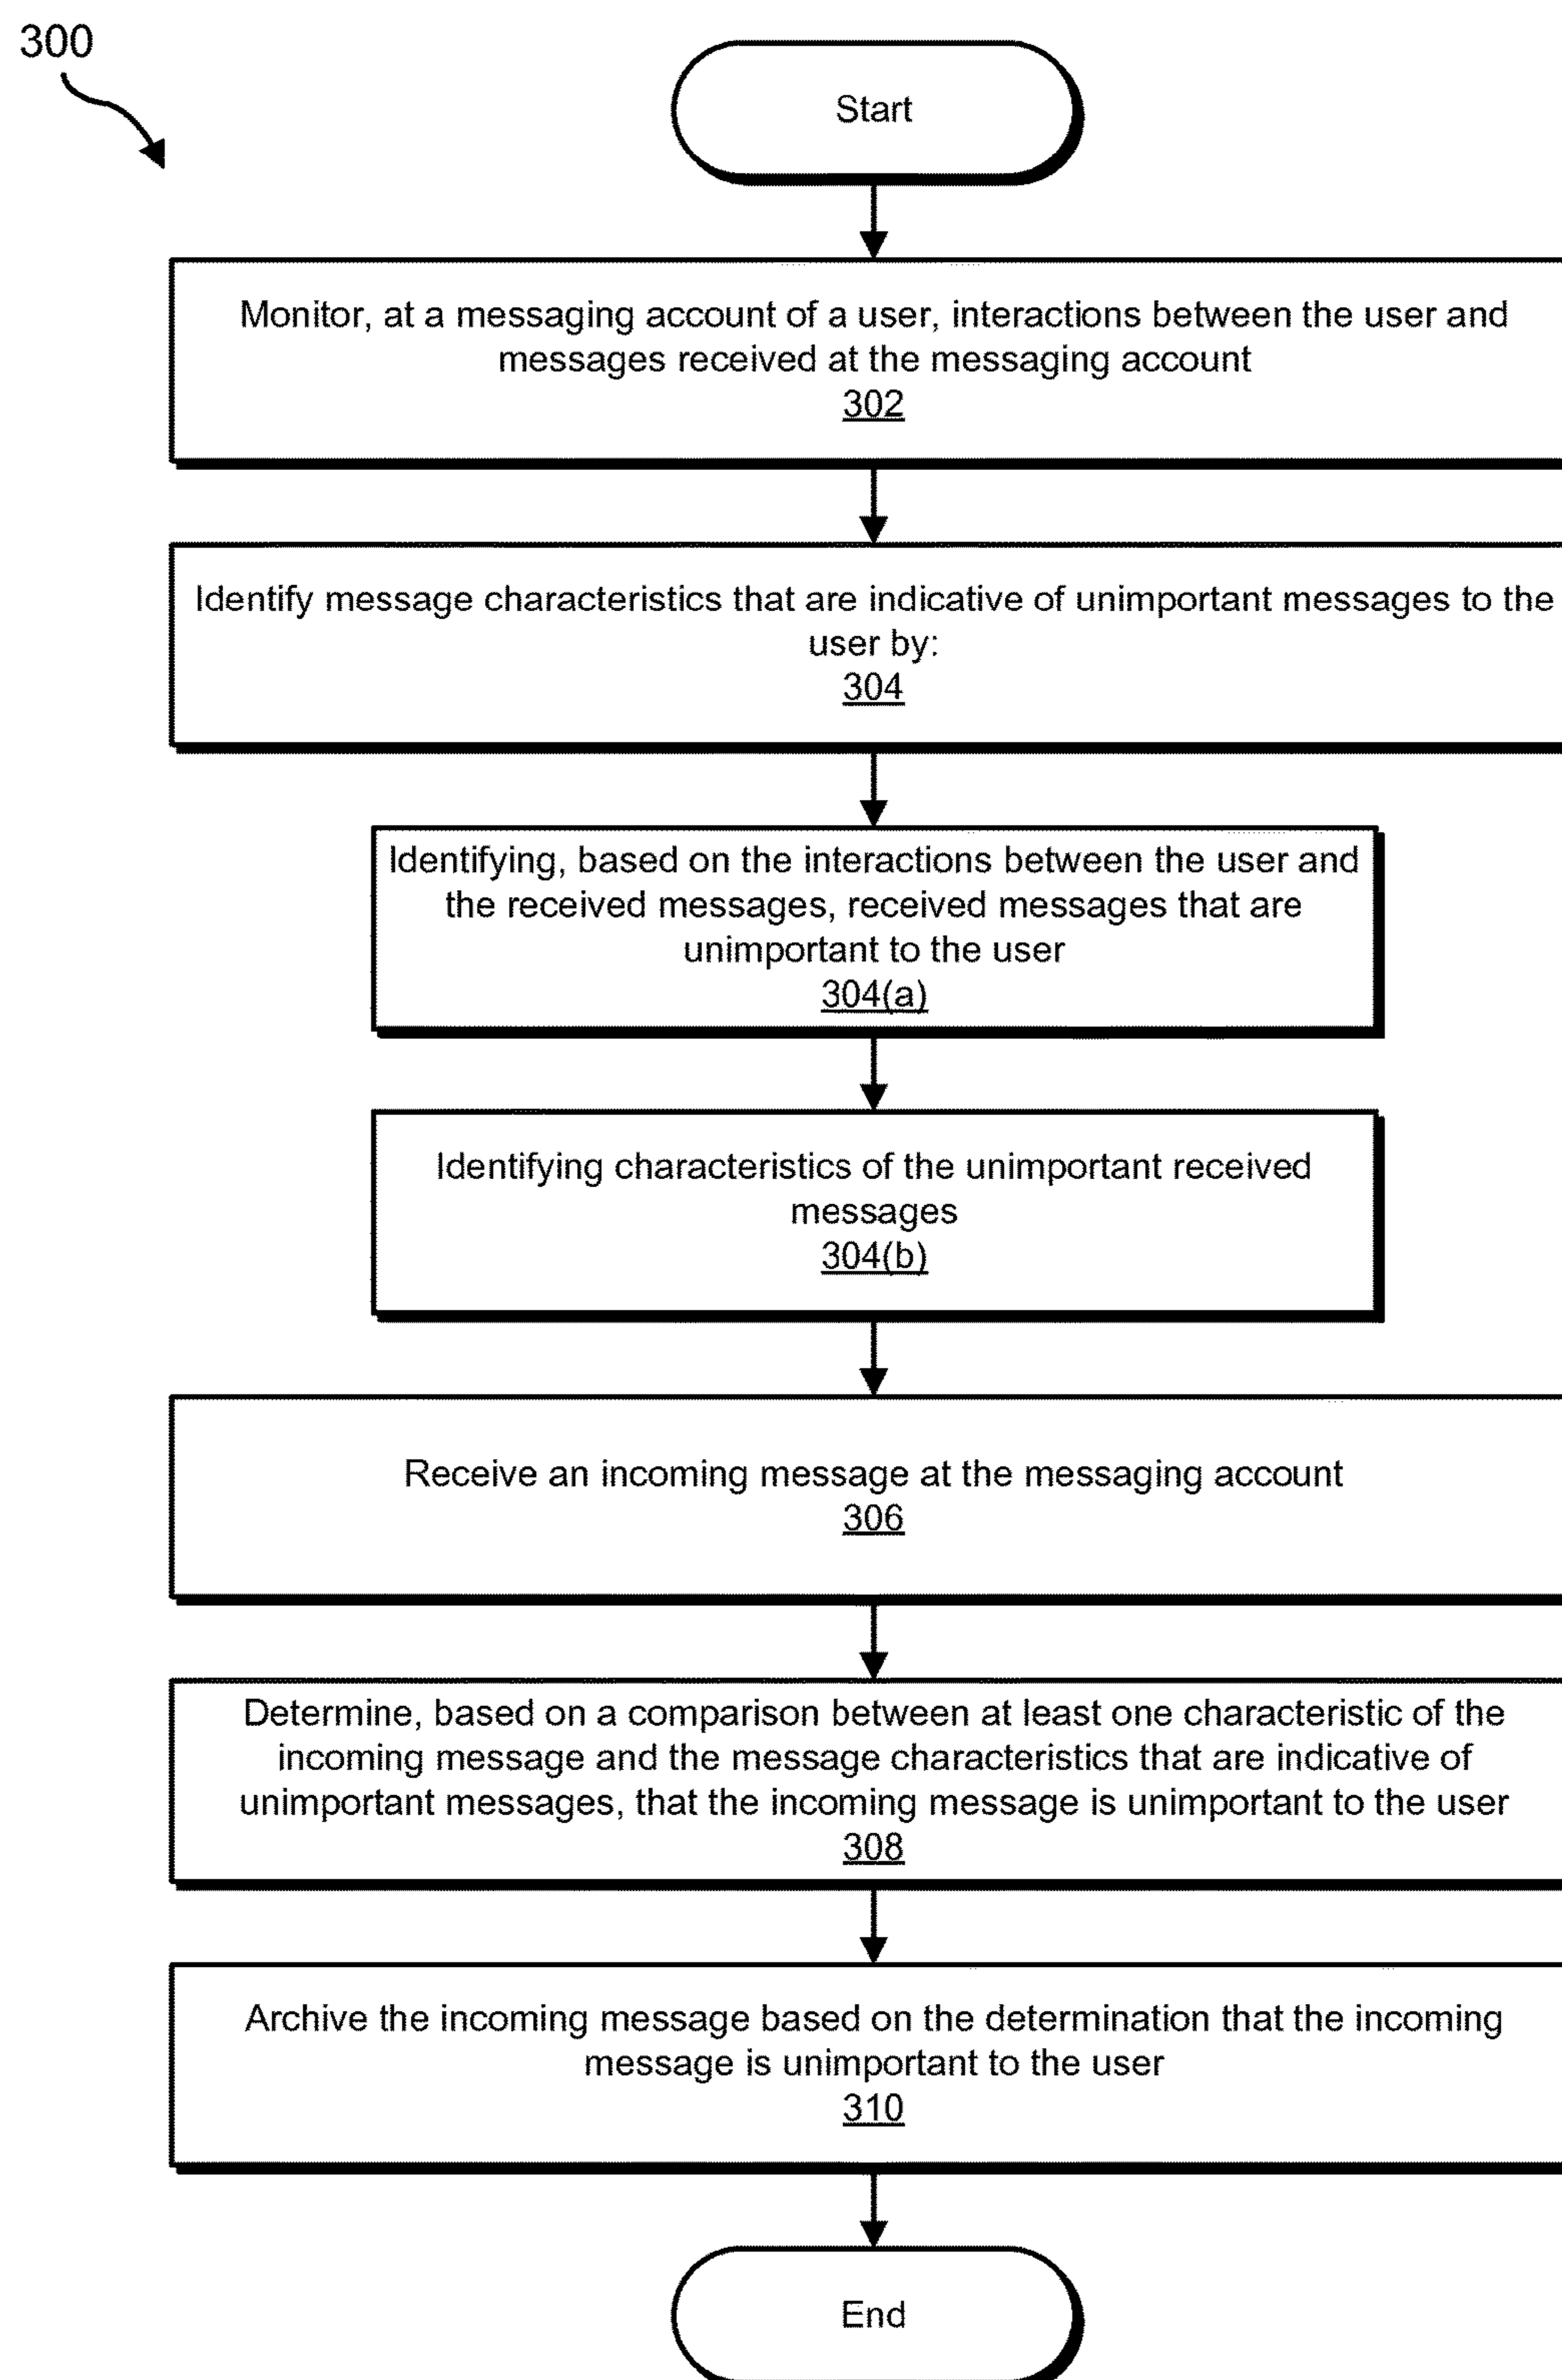 300
Start
Monitor, at a messaging account of a user, interactions between the user and
messages received at the messaging account
302
Identify message characteristics that are indicative of unimportant messages to the
user by:
304
Identifying, based on the interactions between the user and
the received messages, received messages that are
unimportant to the user
304(a)
Identifying characteristics of the unimportant received
messages
304(b)
Receive an incoming message at the messaging account
306
Determine, based on a comparison between at least one characteristic of the
incoming message and the message characteristics that are indicative of
unimportant messages, that the incoming message is unimportant to the user
308
Archive the incoming message based on the determination that the incoming
message is unimportant to the user
310
End